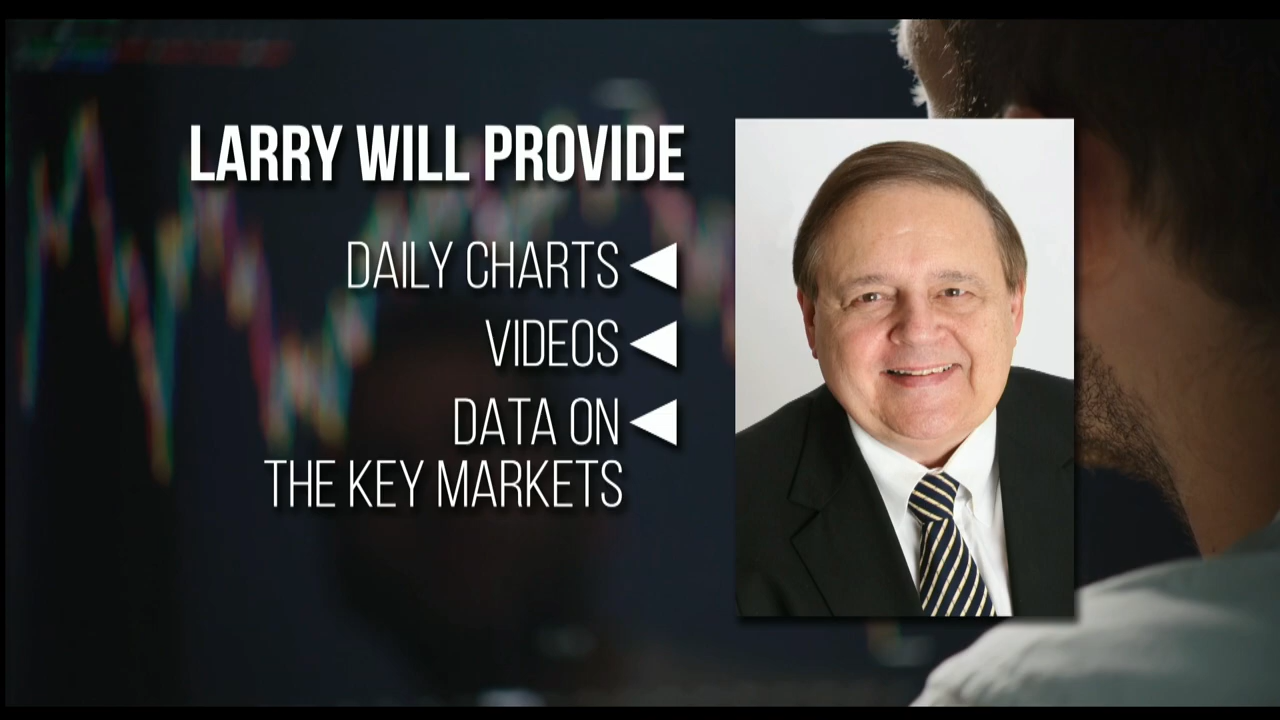 LARRY WILL PROVIDE
DAILY CHARTS
VIDEOS
DATA ON
THE KEY MARKETS